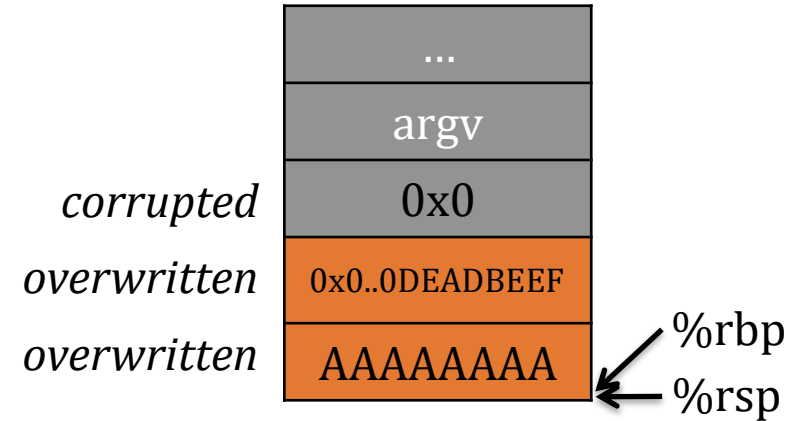 ...
argv
corrupted 0x0
overwritten 0x0..0DEADBEEF
overwritten AAAAAAAA
%rbp
%rsp